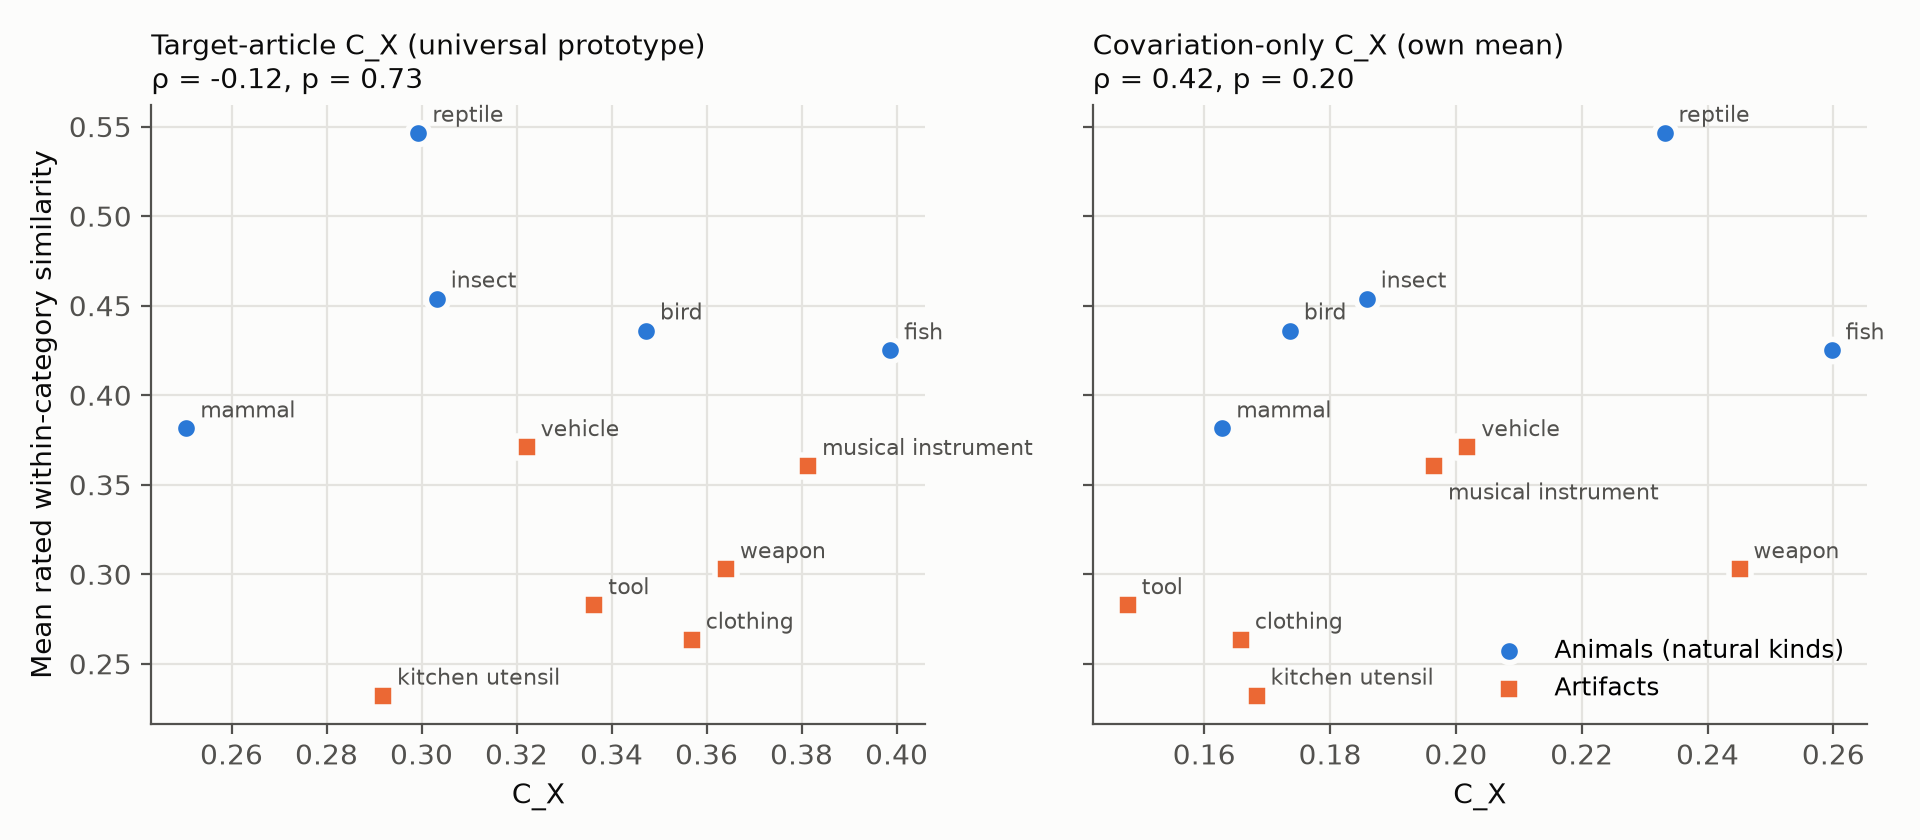 Target-article C_X (universal prototype)
ρ = -0.12, p = 0.73
Mean rated within-category similarity
0.55
0.50
0.45
0.40
0.35
0.30
0.25
reptile
insect
bird
fish
mammal
vehicle
musical instrument
weapon
tool
clothing
kitchen utensil
0.26 0.28 0.30 0.32 0.34 0.36 0.38 0.40
C_X
Covariation-only C_X (own mean)
ρ = 0.42, p = 0.20
reptile
insect
bird
fish
mammal
vehicle
musical instrument
weapon
tool
clothing
kitchen utensil
Animals (natural kinds)
Artifacts
0.16 0.18 0.20 0.22 0.24 0.26
C_X